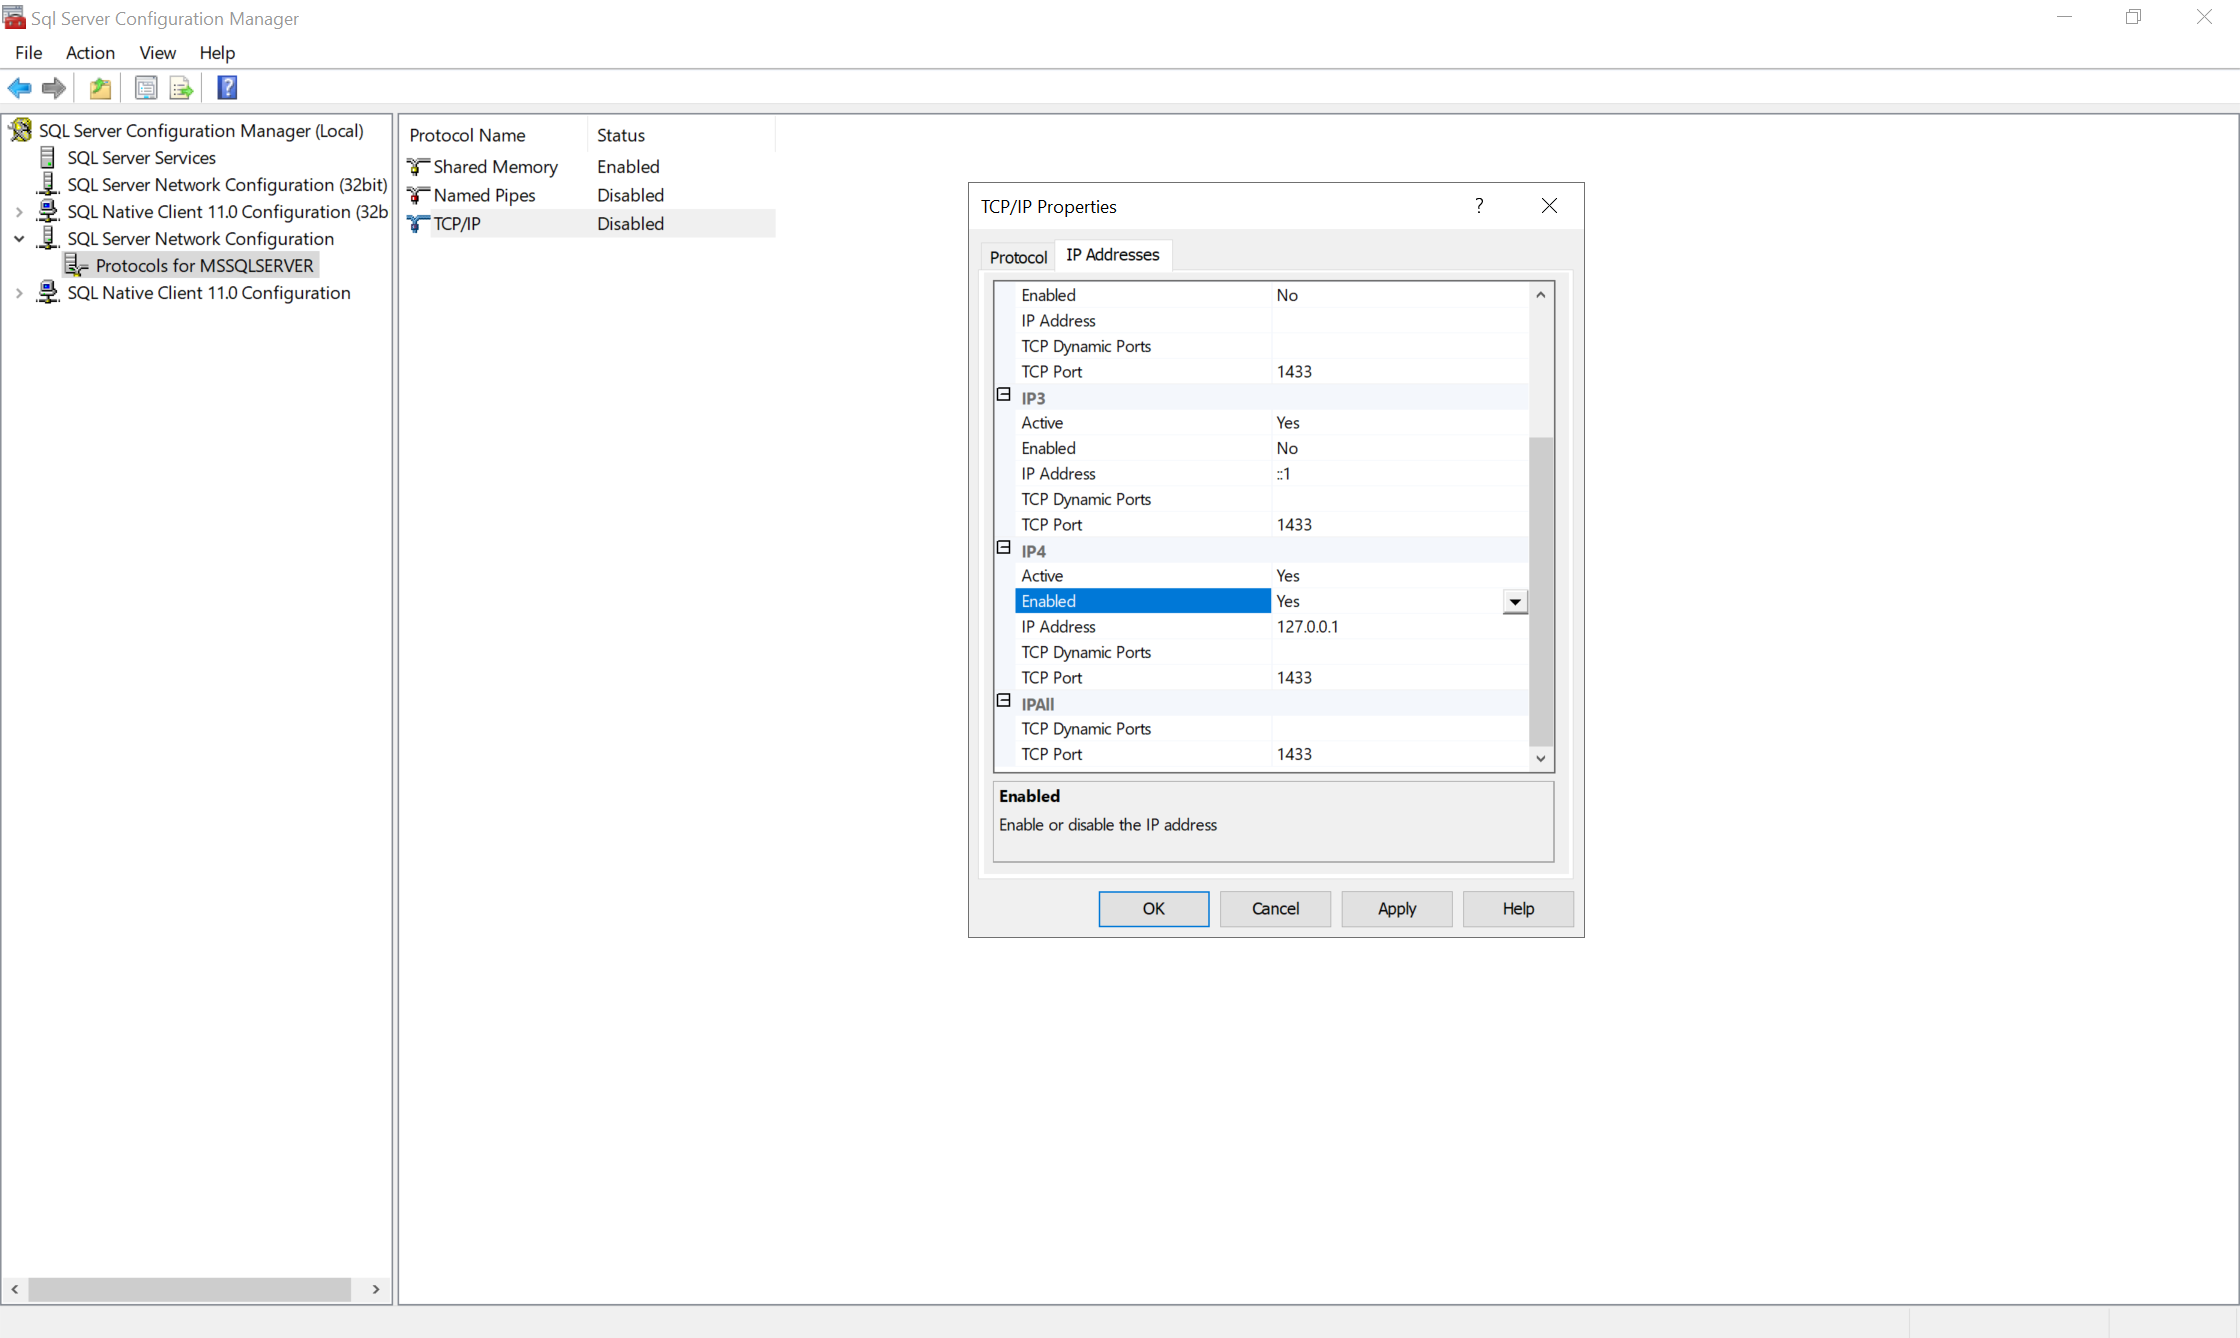 Sql Server Configuration Manager
File Action View Help
SQL Server Configuration Manager (Local)
SQL Server Services
SQL Server Network Configuration (32bit)
SQL Native Client 11.0 Configuration (32b
SQL Server Network Configuration
Protocols for MSSQLSERVER
SQL Native Client 11.0 Configuration
Protocol Name Status
Shared Memory Enabled
Named Pipes Disabled
TCP/IP Disabled
TCP/IP Properties
Protocol IP Addresses
Enabled No
IP Address
TCP Dynamic Ports
TCP Port 1433
IP3
Active Yes
Enabled No
IP Address ::1
TCP Dynamic Ports
TCP Port 1433
IP4
Active Yes
Enabled Yes
IP Address 127.0.0.1
TCP Dynamic Ports
TCP Port 1433
IPAll
TCP Dynamic Ports
TCP Port 1433
Enabled
Enable or disable the IP address
OK Cancel Apply Help